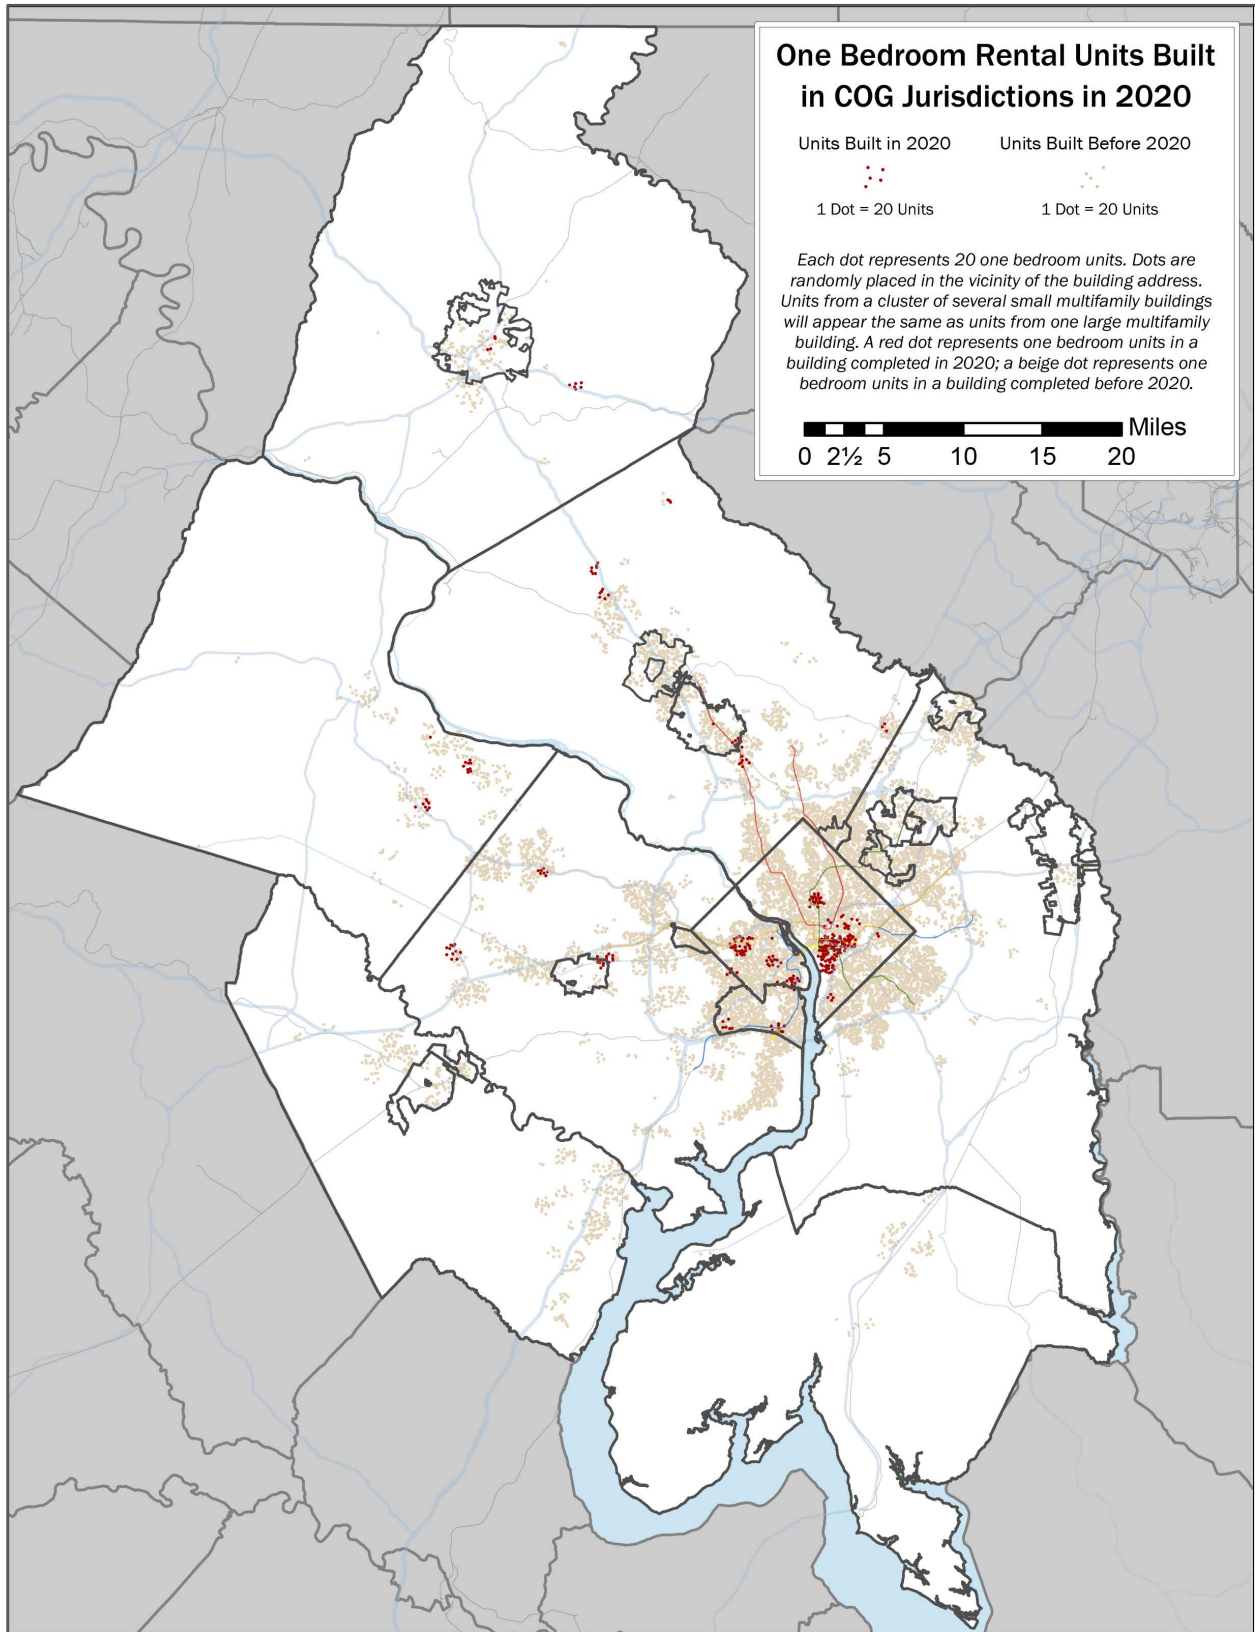 One Bedroom Rental Units Built
in COG Jurisdictions in 2020
Units Built in 2020
Units Built Before 2020
1 Dot = 20 Units
1 Dot = 20 Units
Each dot represents 20 one bedroom units. Dots are
randomly placed in the vicinity of the building address.
Units from a cluster of several small multifamily buildings
will appear the same as units from one large multifamily
building. A red dot represents one bedroom units in a
building completed in 2020; a beige dot represents one
bedroom units in a building completed before 2020.
Miles
0 2½ 5 10 15 20